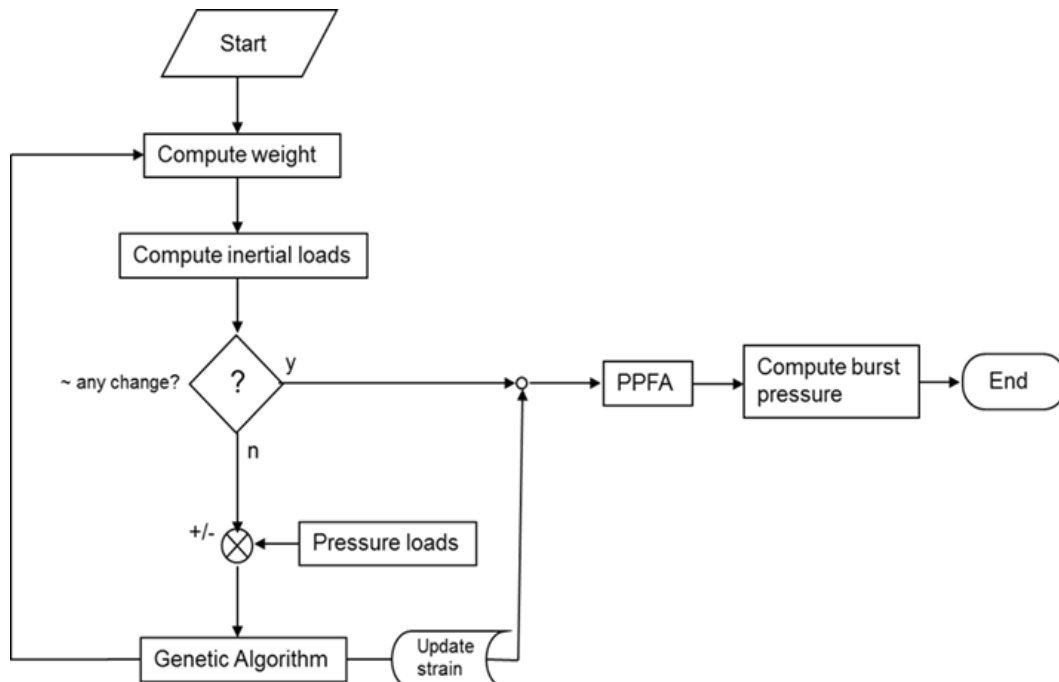 Start
Compute weight
Compute inertial loads
~ any change?
?
y
n
PPFA
Compute burst
pressure
End
+/-
Pressure loads
Genetic Algorithm
Update
strain